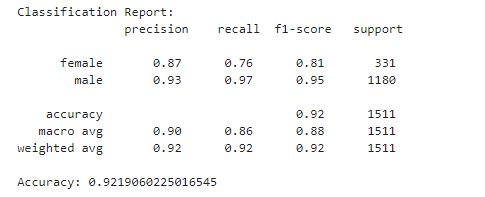 Classification Report:
precision recall f1-score support
female 0.87 0.76 0.81 331
male 0.93 0.97 0.95 1180
accuracy 0.92 1511
macro avg 0.90 0.86 0.88 1511
weighted avg 0.92 0.92 0.92 1511
Accuracy: 0.9219060225016545